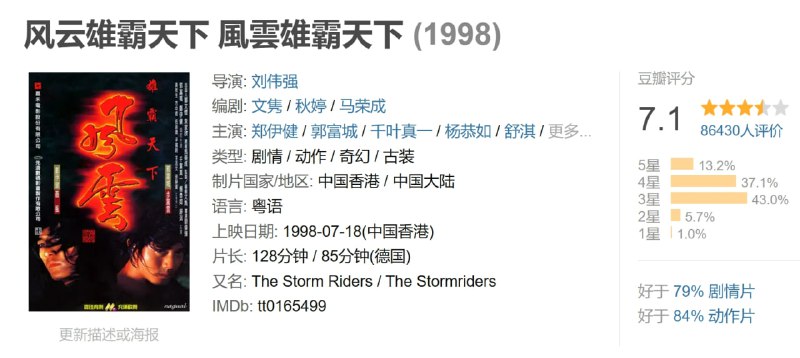 风云雄霸天下 風雲雄霸天下 (1998)
雄霸天下
風雲
nagual
更新描述或海报
导演: 刘伟强
编剧: 文隽 / 秋婷 / 马荣成
主演: 郑伊健 / 郭富城 / 千叶真一 / 杨恭如 / 舒淇 / 更多...
类型: 剧情 / 动作 / 奇幻 / 古装
制片国家/地区: 中国香港 / 中国大陆
语言: 粤语
上映日期: 1998-07-18(中国香港)
片长: 128分钟 / 85分钟(德国)
又名: The Storm Riders / The Stormriders
IMDb: tt0165499
豆瓣评分
7.1
86430人评价
5星 13.2%
4星 37.1%
3星 43.0%
2星 5.7%
1星 1.0%
好于 79% 剧情片
好于 84% 动作片